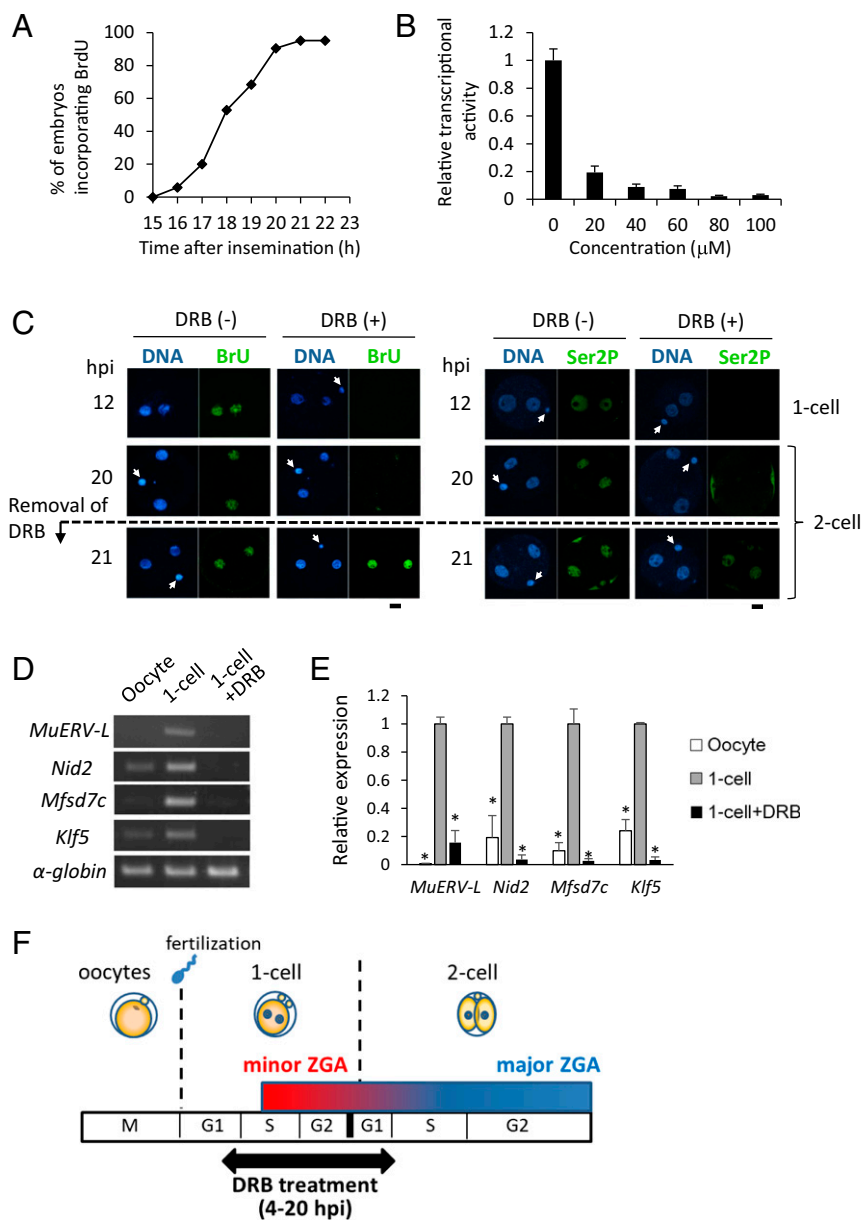 A
% of embryos
incorporating BrdU
100
80
60
40
20
0
15 16 17 18 19 20 21 22 23
Time after insemination (h)
B
Relative transcriptional
activity
1.2
1
0.8
0.6
0.4
0.2
0
0 20 40 60 80 100
Concentration (μM)
C
DRB (-) DRB (+) DRB (-) DRB (+)
hpi DNA BrU DNA BrU DNA Ser2P DNA Ser2P
12 12 1-cell
20 20
Removal of
DRB
2-cell
21 21
D
Oocyte 1-cell 1-cell
+DRB
MuERV-L
Nid2
Mfsd7c
Klf5
α-globin
E
Relative expression
1.2
1
0.8
0.6
0.4
0.2
0
* * * * * * * *
MuERV-L Nid2 Mfsd7c Klf5
Oocyte
1-cell
1-cell+DRB
F
fertilization
oocytes 1-cell 2-cell
minor ZGA major ZGA
M G1 S G2 G1 S G2
DRB treatment
(4-20 hpi)